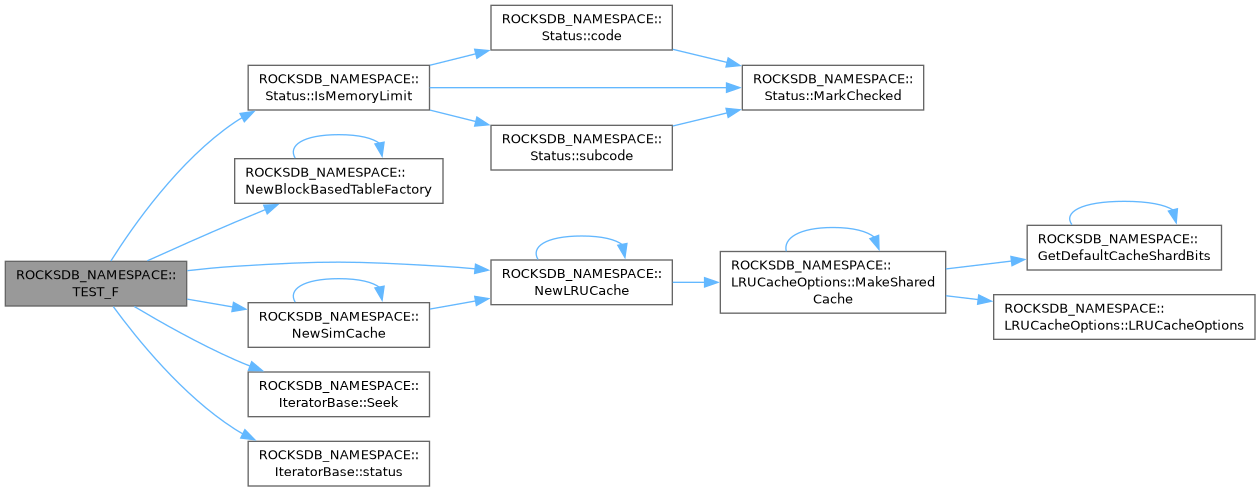 ROCKSDB_NAMESPACE::
Status::code
ROCKSDB_NAMESPACE::
Status::IsMemoryLimit
ROCKSDB_NAMESPACE::
Status::MarkChecked
ROCKSDB_NAMESPACE::
Status::subcode
ROCKSDB_NAMESPACE::
NewBlockBasedTableFactory
ROCKSDB_NAMESPACE::
GetDefaultCacheShardBits
ROCKSDB_NAMESPACE::
TEST_F
ROCKSDB_NAMESPACE::
NewLRUCache
ROCKSDB_NAMESPACE::
LRUCacheOptions::MakeShared
Cache
ROCKSDB_NAMESPACE::
NewSimCache
ROCKSDB_NAMESPACE::
LRUCacheOptions::LRUCacheOptions
ROCKSDB_NAMESPACE::
IteratorBase::Seek
ROCKSDB_NAMESPACE::
IteratorBase::status